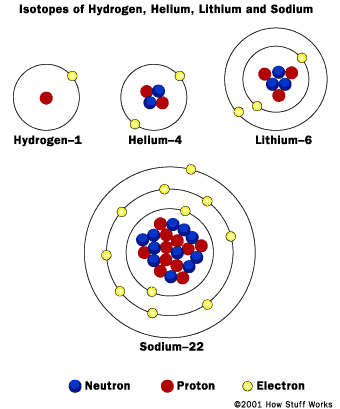 Isotopes of Hydrogen, Helium, Lithium and Sodium
Hydrogen–1
Helium–4
Lithium–6
Sodium–22
Neutron
Proton
Electron
©2001 How Stuff Works